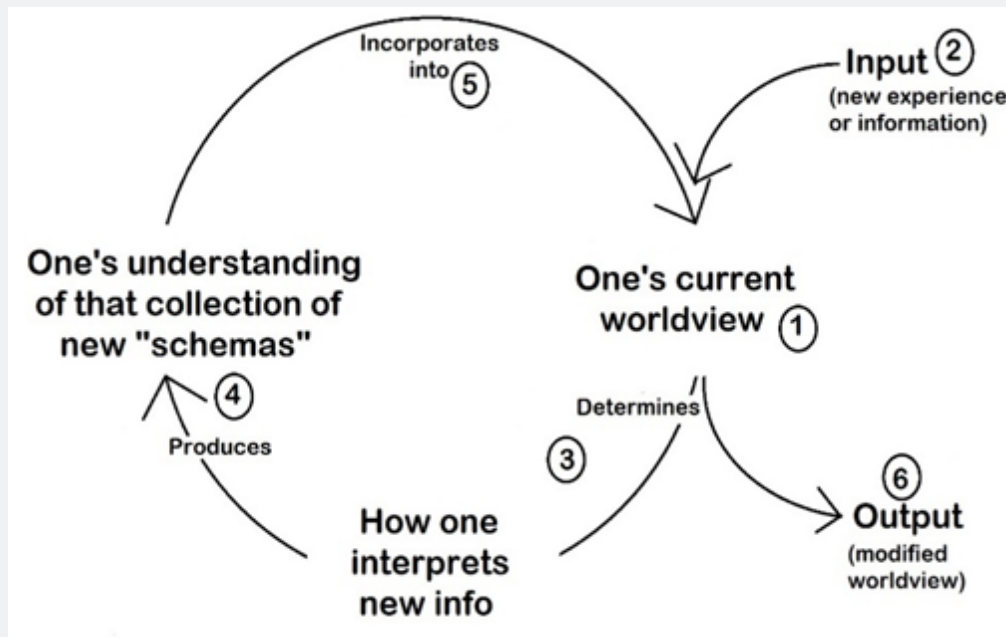 Incorporates
into 5
Input 2
(new experience
or information)
One's understanding
of that collection of
new "schemas"
4
One's current
worldview 1
Produces
Determines
3
How one
interprets
new info
6
Output
(modified
worldview)